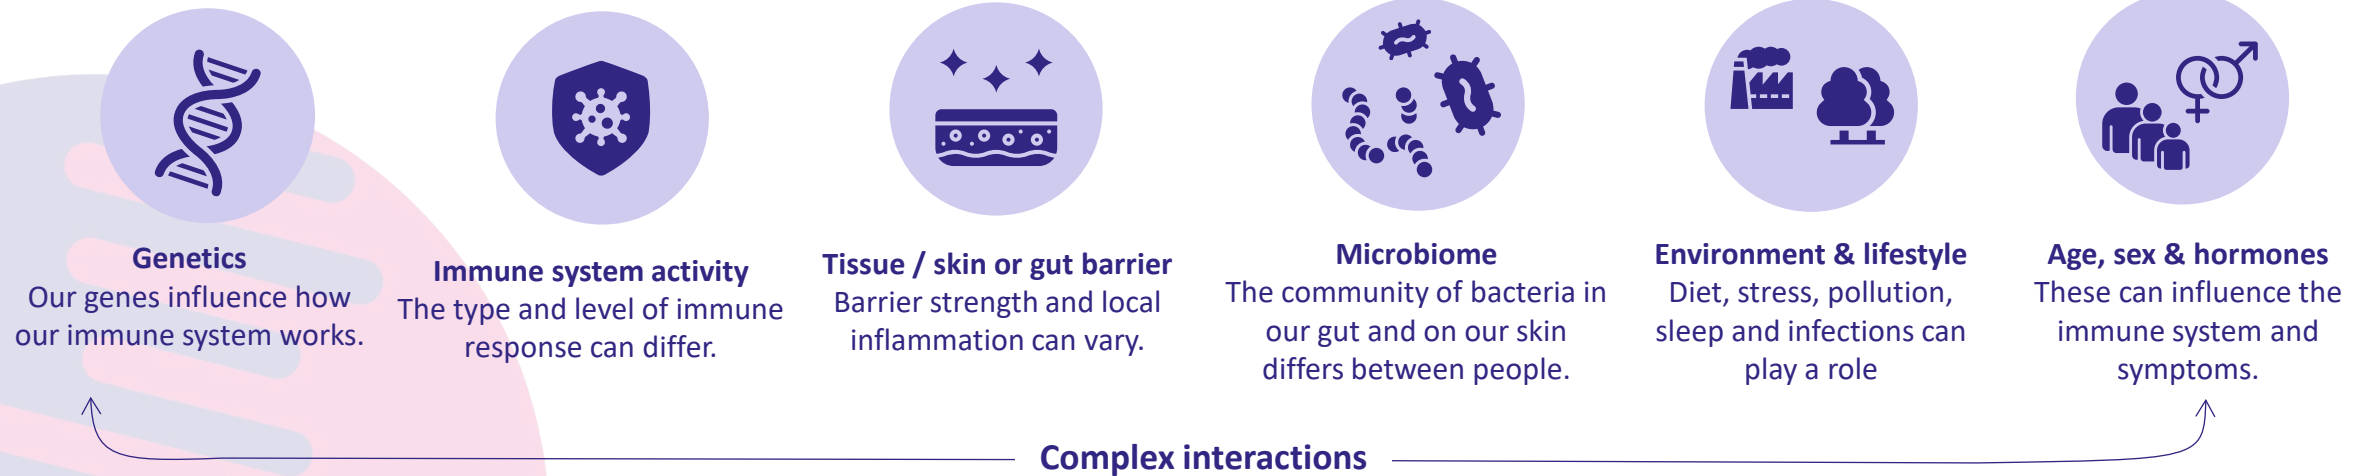 Genetics
Our genes influence how
our immune system works.
Immune system activity
The type and level of immune
response can differ.
Tissue / skin or gut barrier
Barrier strength and local
inflammation can vary.
Microbiome
The community of bacteria in
our gut and on our skin
differs between people.
Environment & lifestyle
Diet, stress, pollution,
sleep and infections can
play a role
Age, sex & hormones
These can influence the
immune system and
symptoms.
Complex interactions